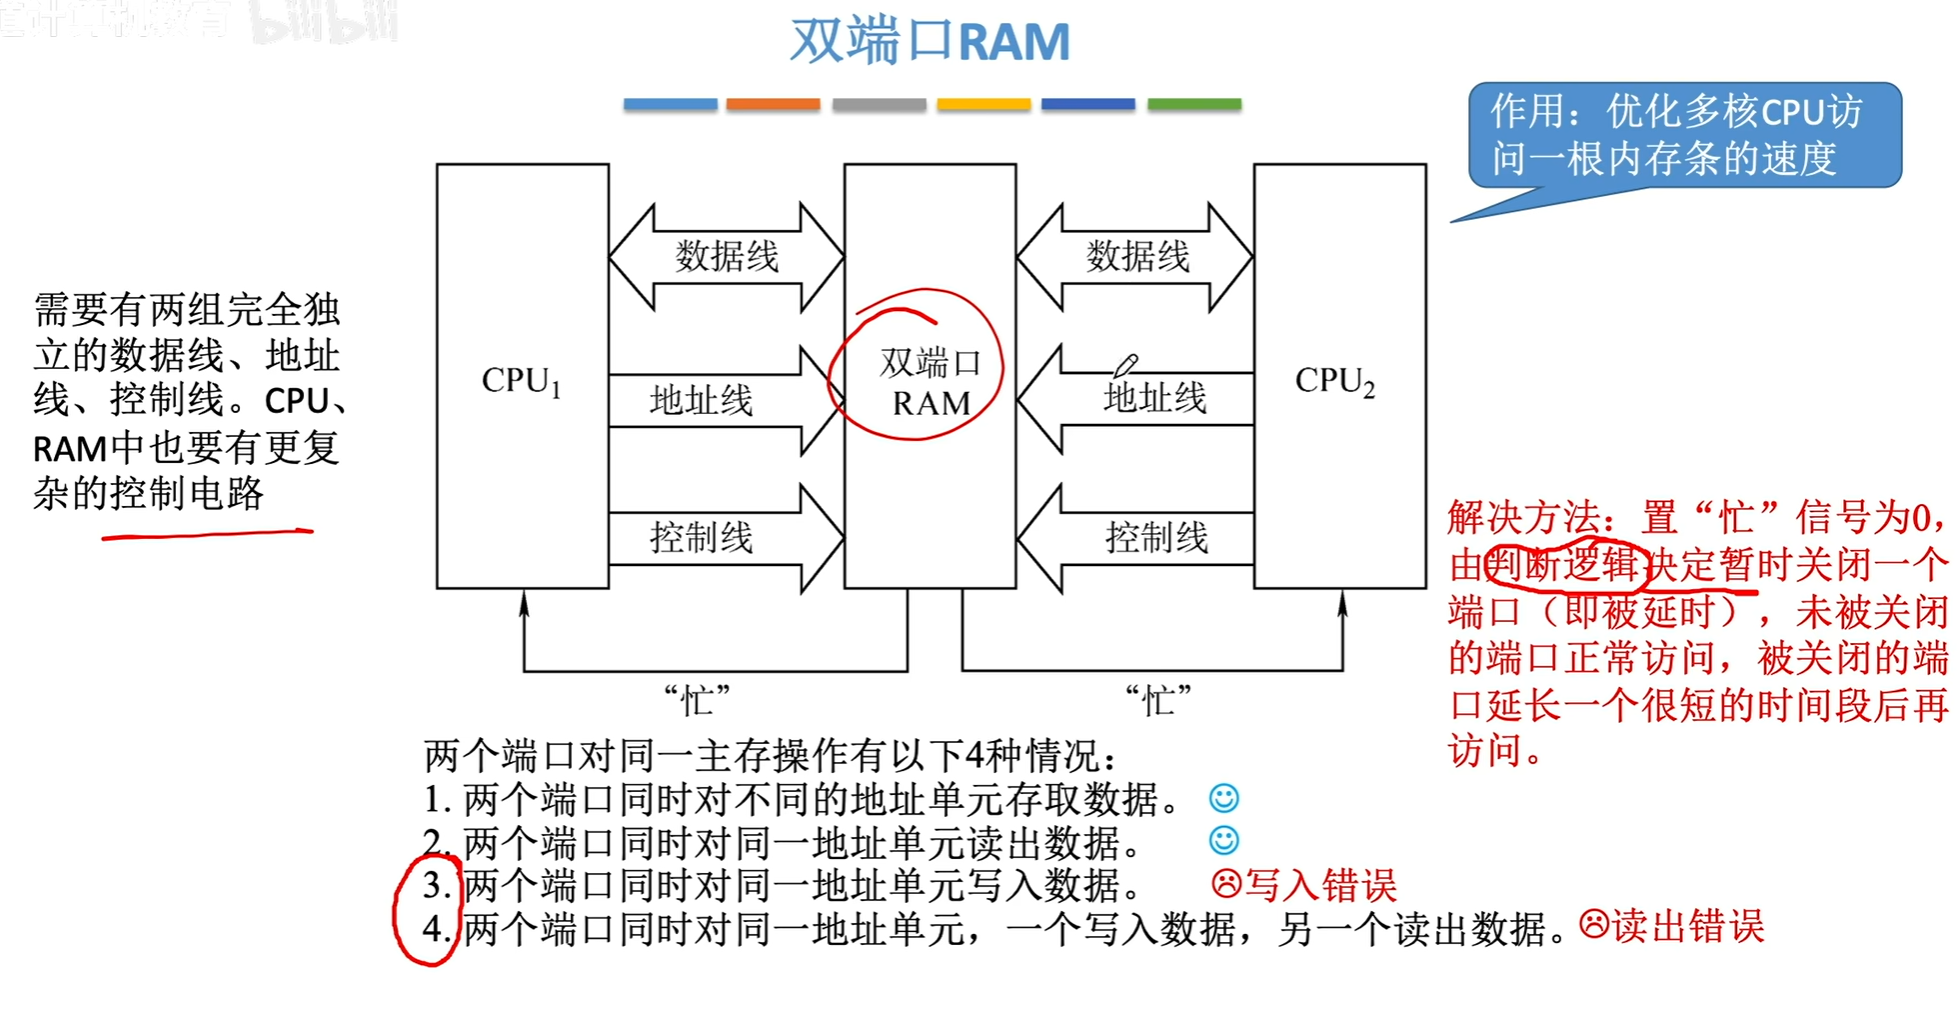 道计算机教育 bilibili
双端口RAM
作用：优化多核CPU访
问一根内存条的速度
需要有两组完全独
立的数据线、地址
线、控制线。CPU、
RAM中也要有更复
杂的控制电路
CPU1
数据线
地址线
控制线
双端口
RAM
数据线
地址线
控制线
CPU2
“忙”
“忙”
解决方法：置“忙”信号为0，
由判断逻辑决定暂时关闭一个
端口（即被延时），未被关闭
的端口正常访问，被关闭的端
口延长一个很短的时间段后再
访问。
两个端口对同一主存操作有以下4种情况：
1. 两个端口同时对不同的地址单元存取数据。
2. 两个端口同时对同一地址单元读出数据。
3. 两个端口同时对同一地址单元写入数据。 写入错误
4. 两个端口同时对同一地址单元，一个写入数据，另一个读出数据。 读出错误